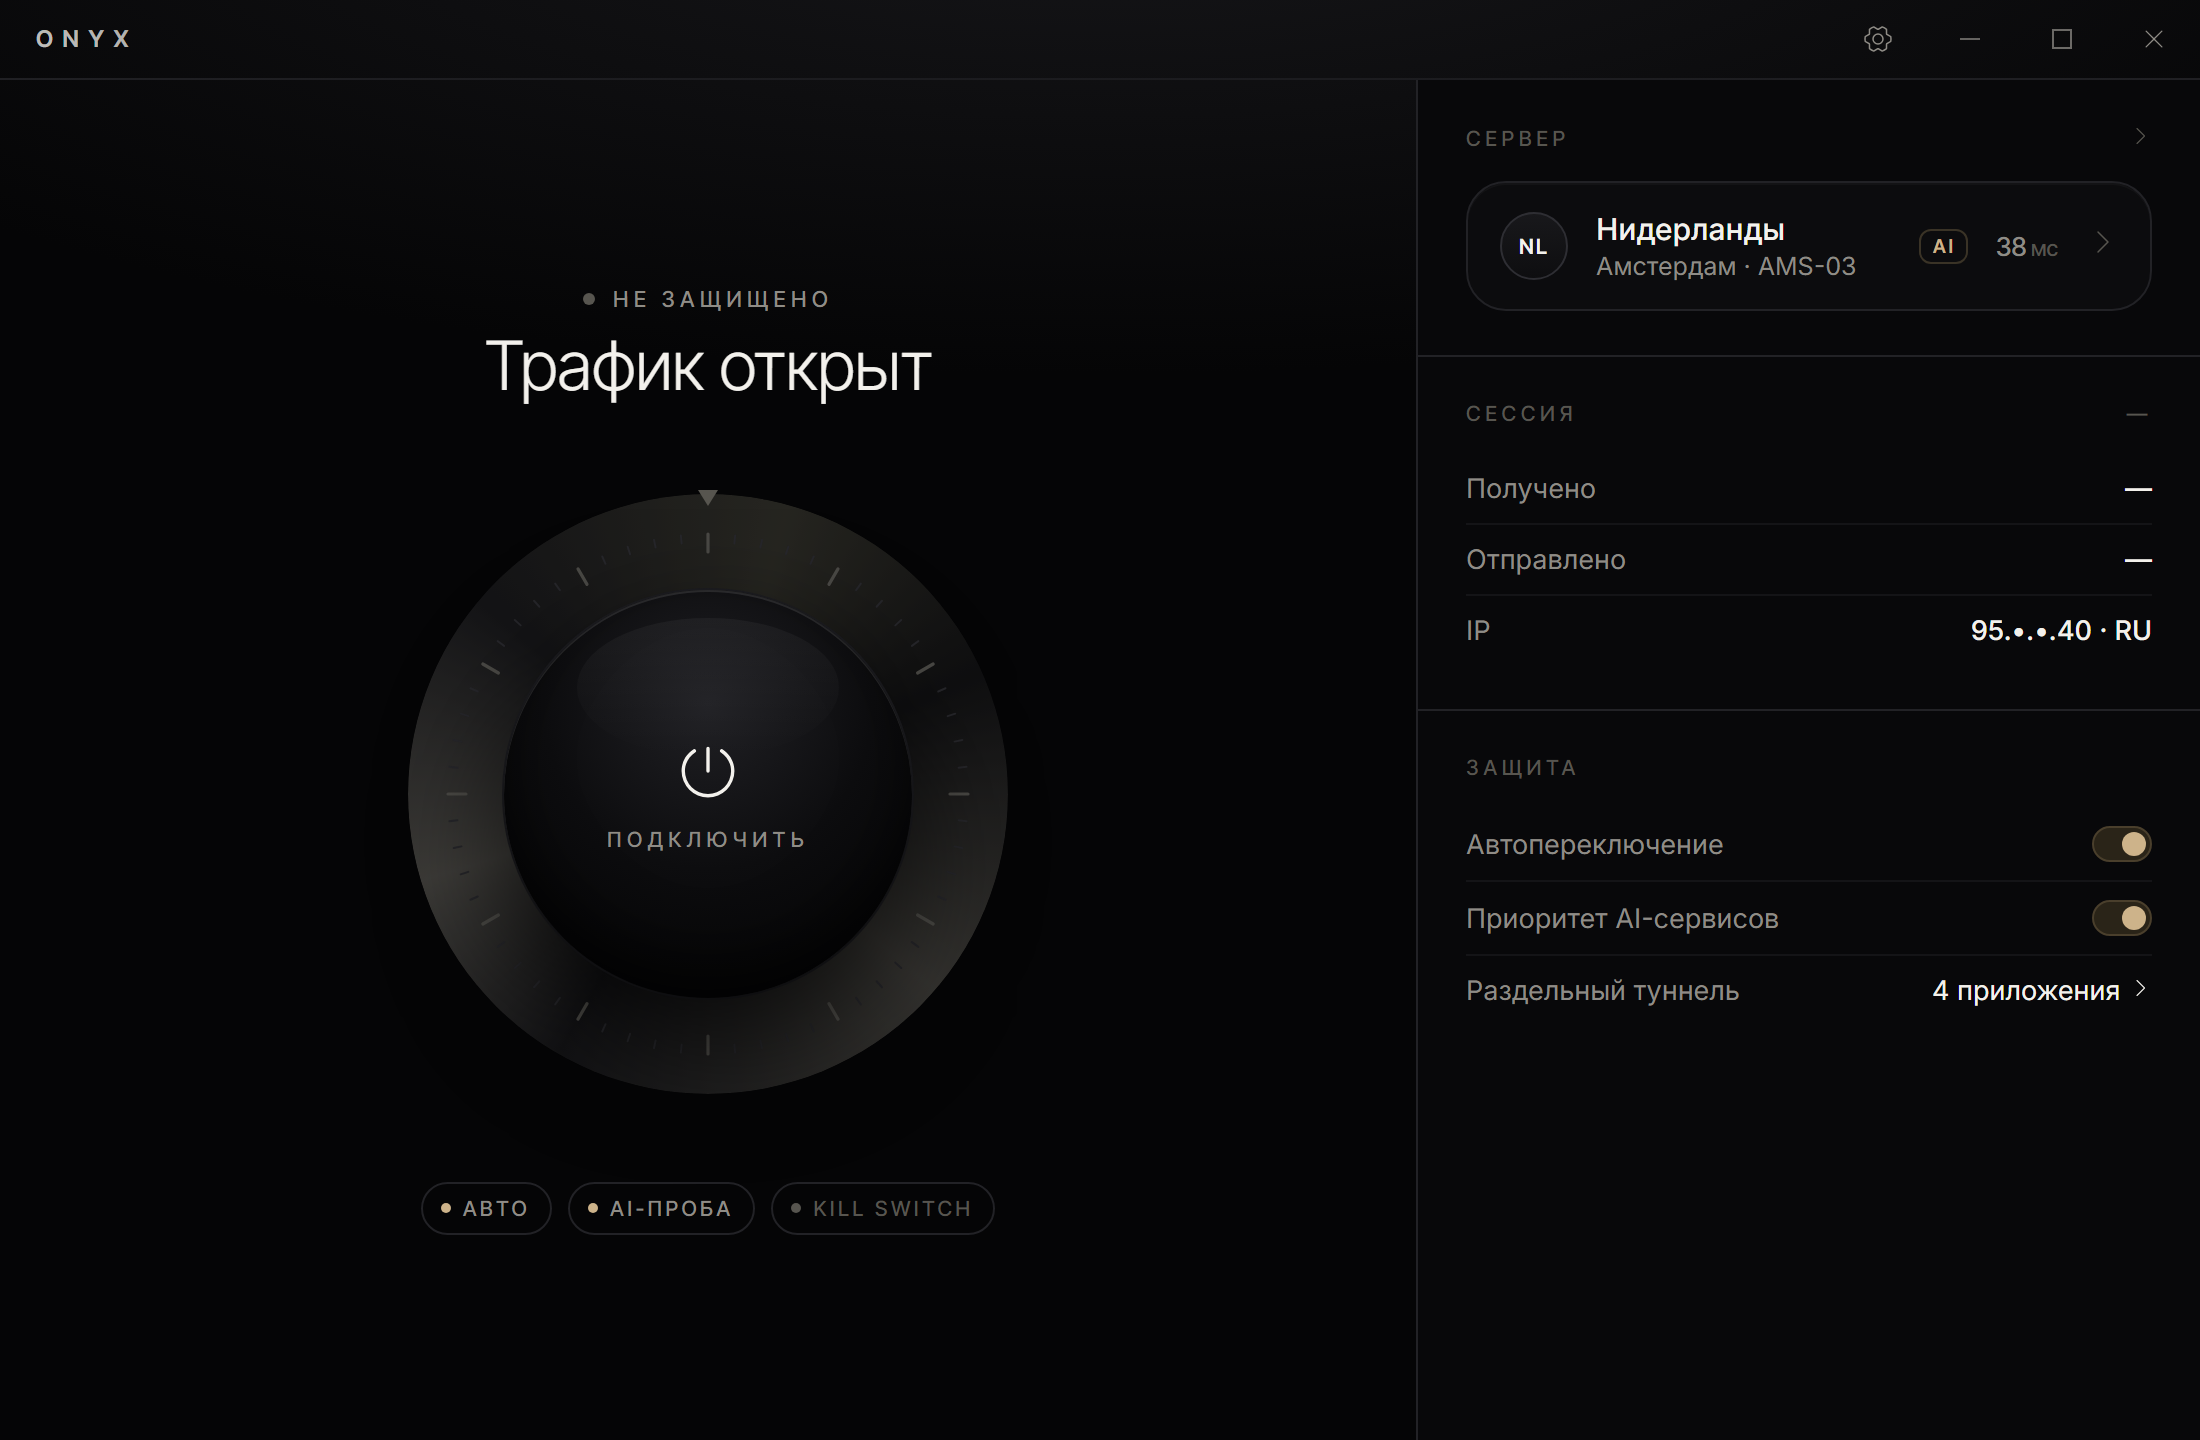 ONYX
НЕ ЗАЩИЩЕНО
Трафик открыт
ПОДКЛЮЧИТЬ
АВТО
AI-ПРОБА
KILL SWITCH
СЕРВЕР
NL
Нидерланды
Амстердам · AMS-03
AI
38 мс
СЕССИЯ
—
Получено —
Отправлено —
IP 95.•.•.40 · RU
ЗАЩИТА
Автопереключение
Приоритет AI-сервисов
Раздельный туннель 4 приложения